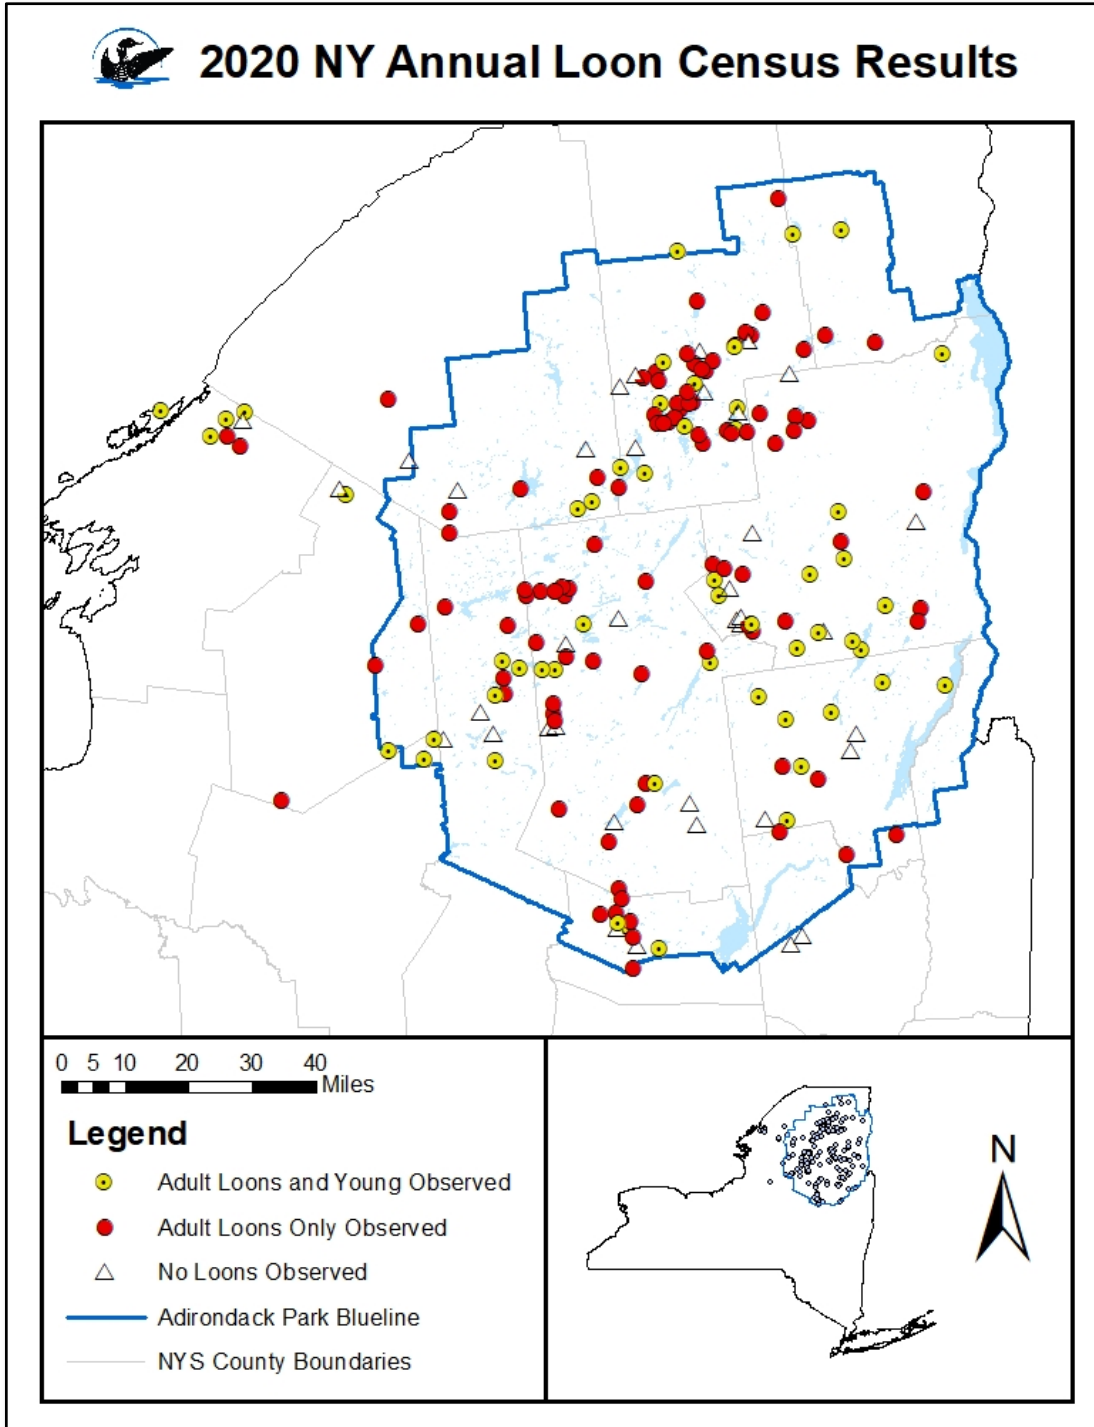 2020 NY Annual Loon Census Results
0 5 10 20 30 40
Miles
Legend
Adult Loons and Young Observed
Adult Loons Only Observed
No Loons Observed
Adirondack Park Blueline
NYS County Boundaries
N